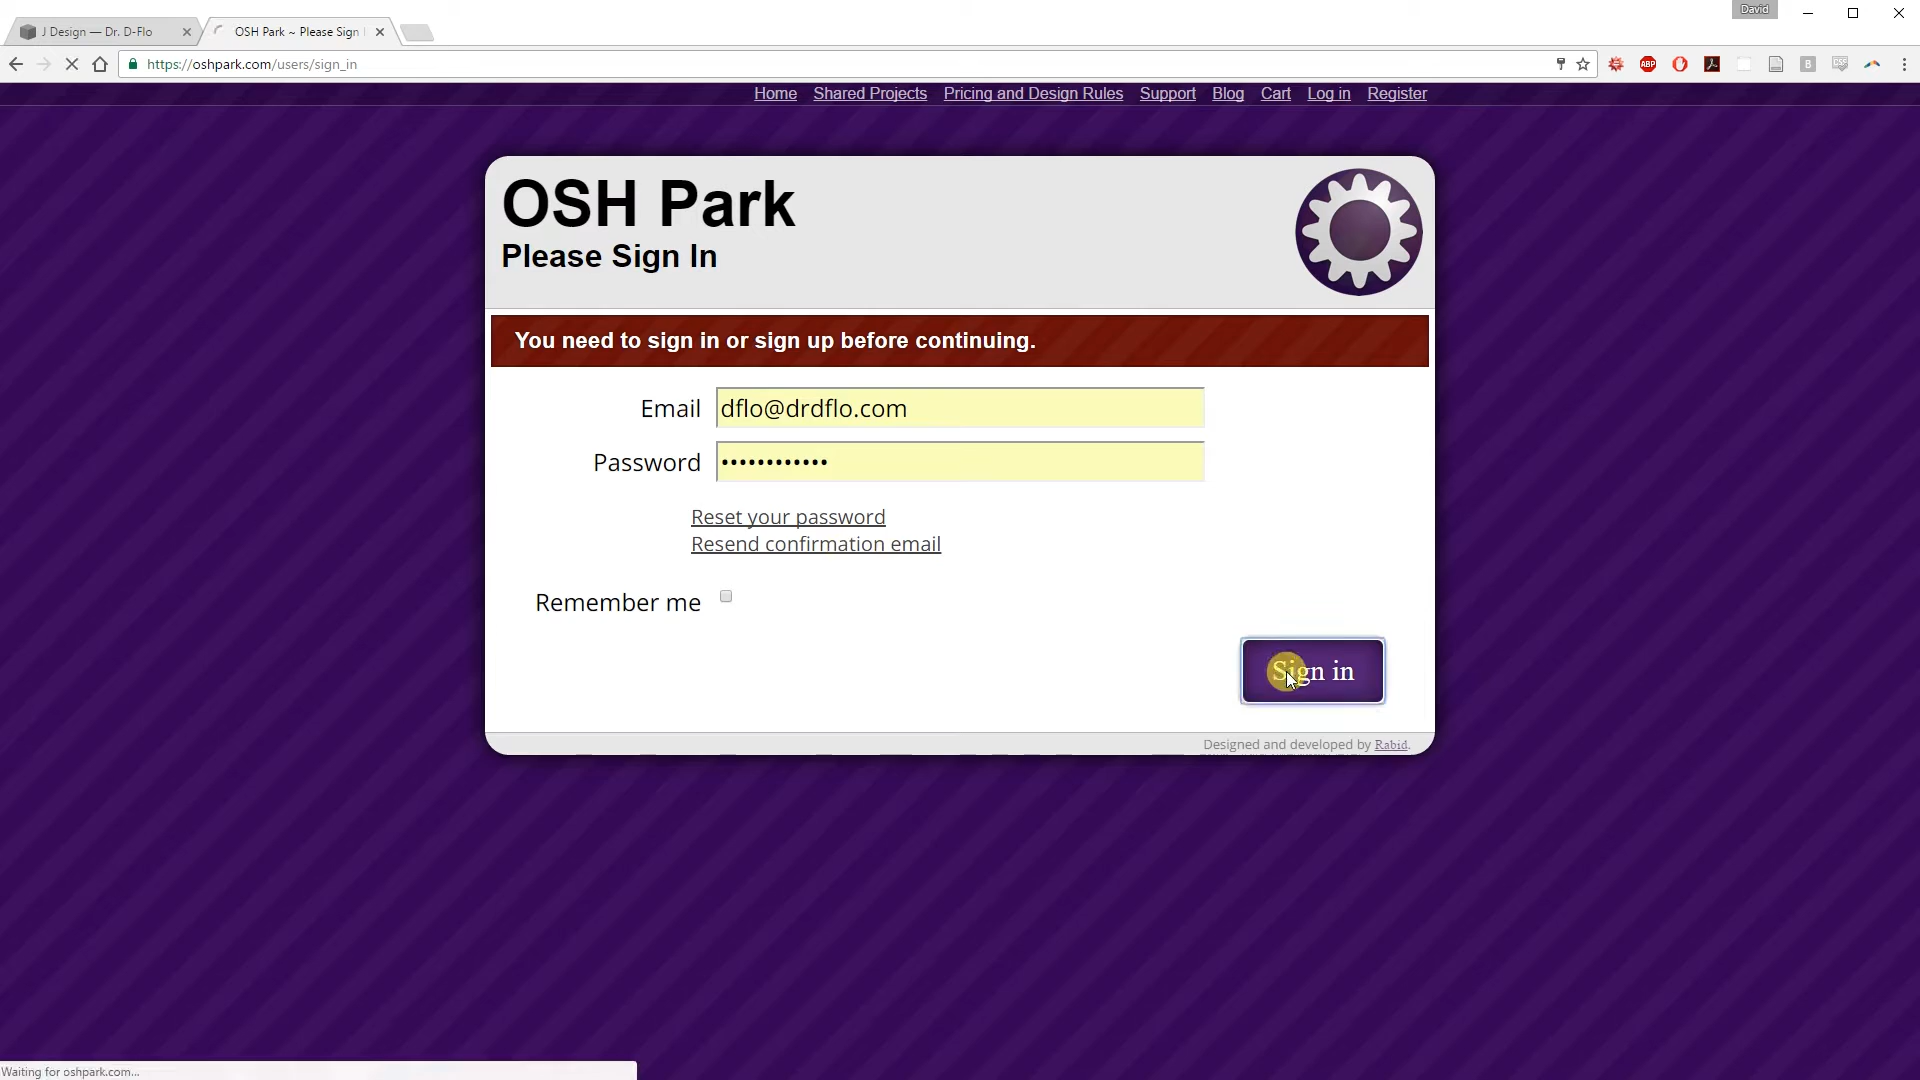 David
J Design — Dr. D-Flo
OSH Park ~ Please Sign
https://oshpark.com/users/sign_in
ABP
B
CSS
Home Shared Projects Pricing and Design Rules Support Blog Cart Log in Register
OSH Park
Please Sign In
You need to sign in or sign up before continuing.
Email dflo@drdflo.com
Password ••••••••••••
Reset your password
Resend confirmation email
Remember me
Sign in
Designed and developed by Rabid.
Waiting for oshpark.com...